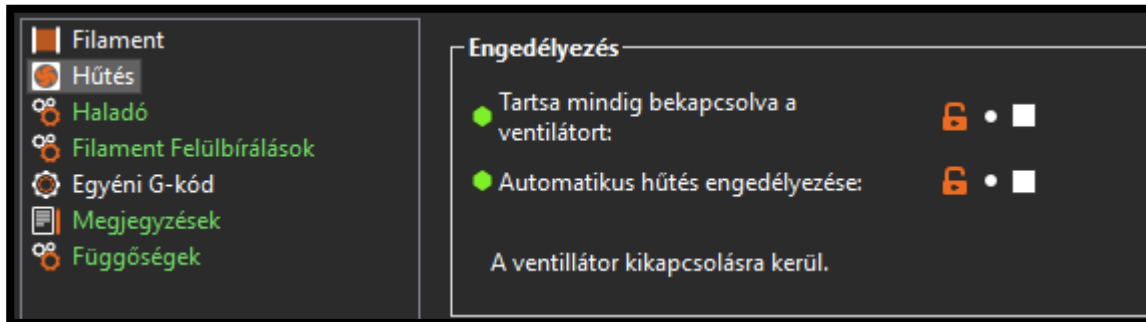 Filament
Hűtés
Haladó
Filament Felülbírálások
Egyéni G-kód
Megjegyzések
Függőségek
Engedélyezés
Tartsa mindig bekapcsolva a
ventilátort:
Automatikus hűtés engedélyezése:
A ventillátor kikapcsolásra kerül.